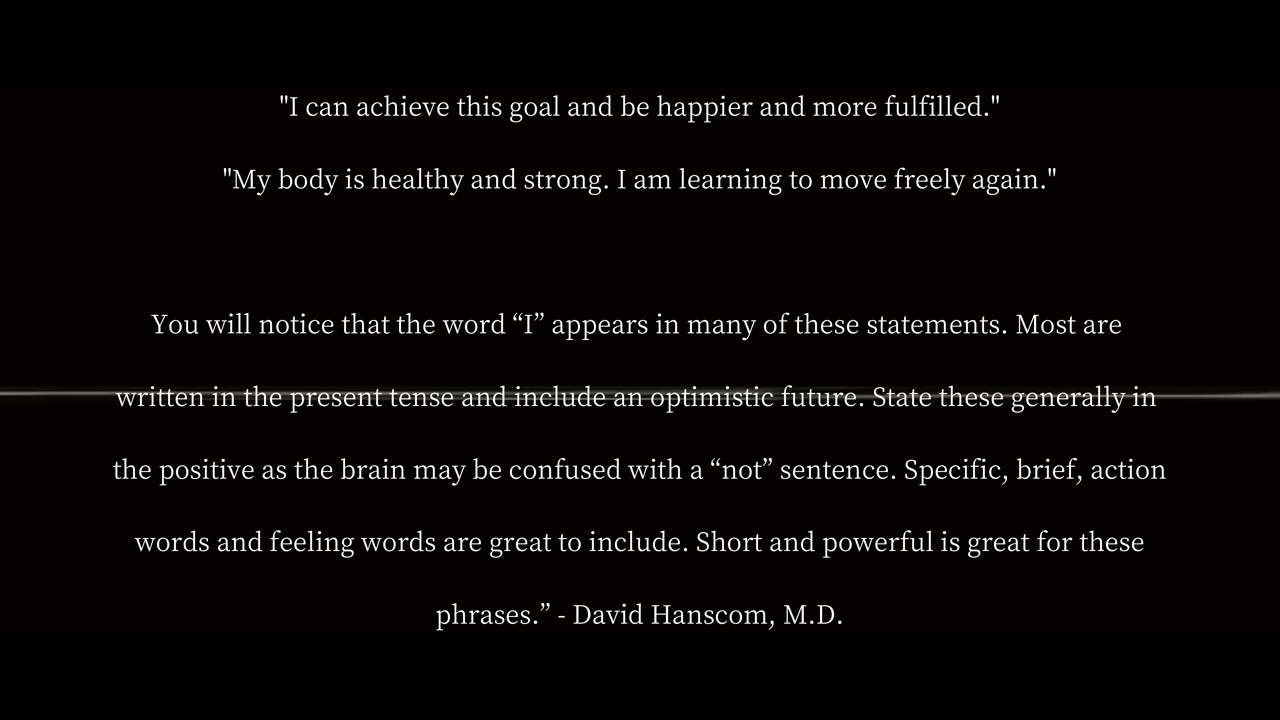 "I can achieve this goal and be happier and more fulfilled."
"My body is healthy and strong. I am learning to move freely again."
You will notice that the word “I” appears in many of these statements. Most are
written in the present tense and include an optimistic future. State these generally in
the positive as the brain may be confused with a “not” sentence. Specific, brief, action
words and feeling words are great to include. Short and powerful is great for these
phrases.” - David Hanscom, M.D.